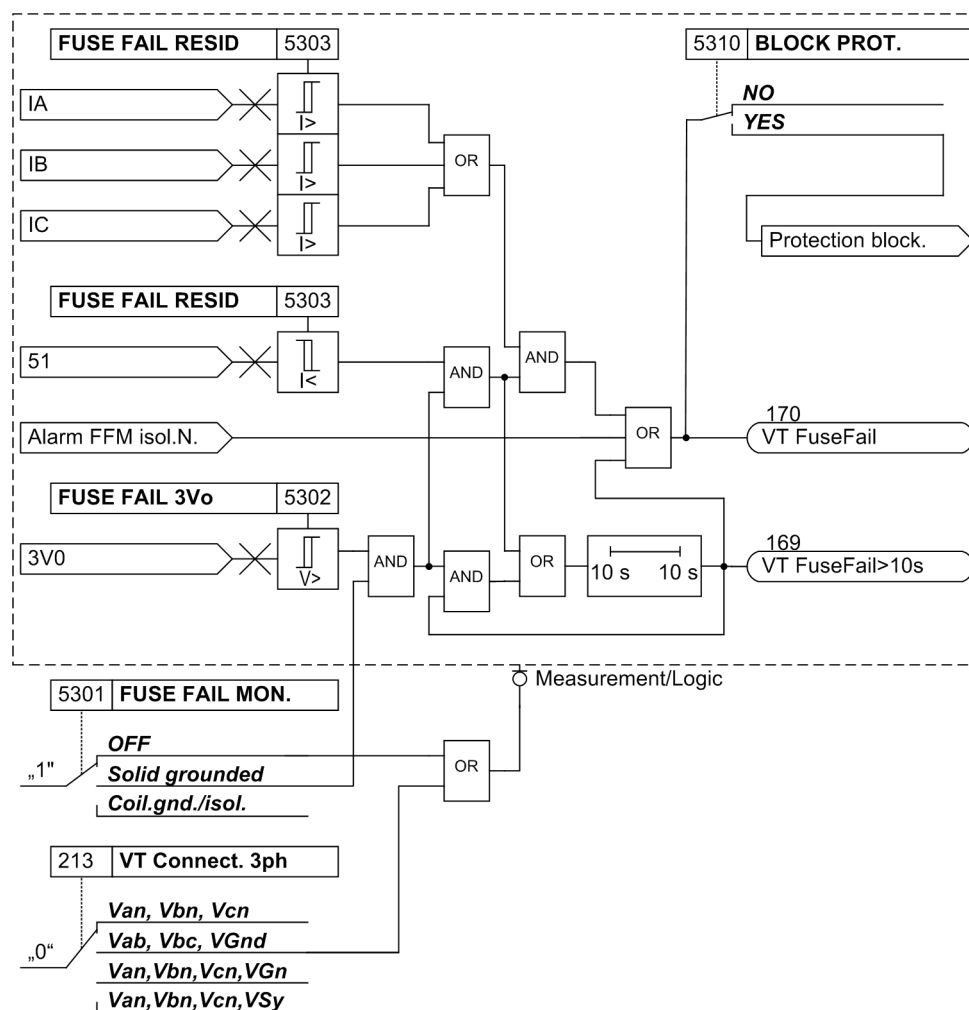 FUSE FAIL RESID 5303
5310 BLOCK PROT.
IA
I>
NO
YES
IB
I>
OR
IC
I>
Protection block.
FUSE FAIL RESID 5303
51
I<
AND
AND
Alarm FFM isol.N.
OR
170
VT FuseFail
FUSE FAIL 3Vo 5302
3V0
V>
AND
AND
OR
10 s 10 s
169
VT FuseFail>10s
Measurement/Logic
5301 FUSE FAIL MON.
„1"
OFF
Solid grounded
Coil.gnd./isol.
OR
213 VT Connect. 3ph
„0“
Van, Vbn, Vcn
Vab, Vbc, VGnd
Van,Vbn,Vcn,VGn
Van,Vbn,Vcn,VSy